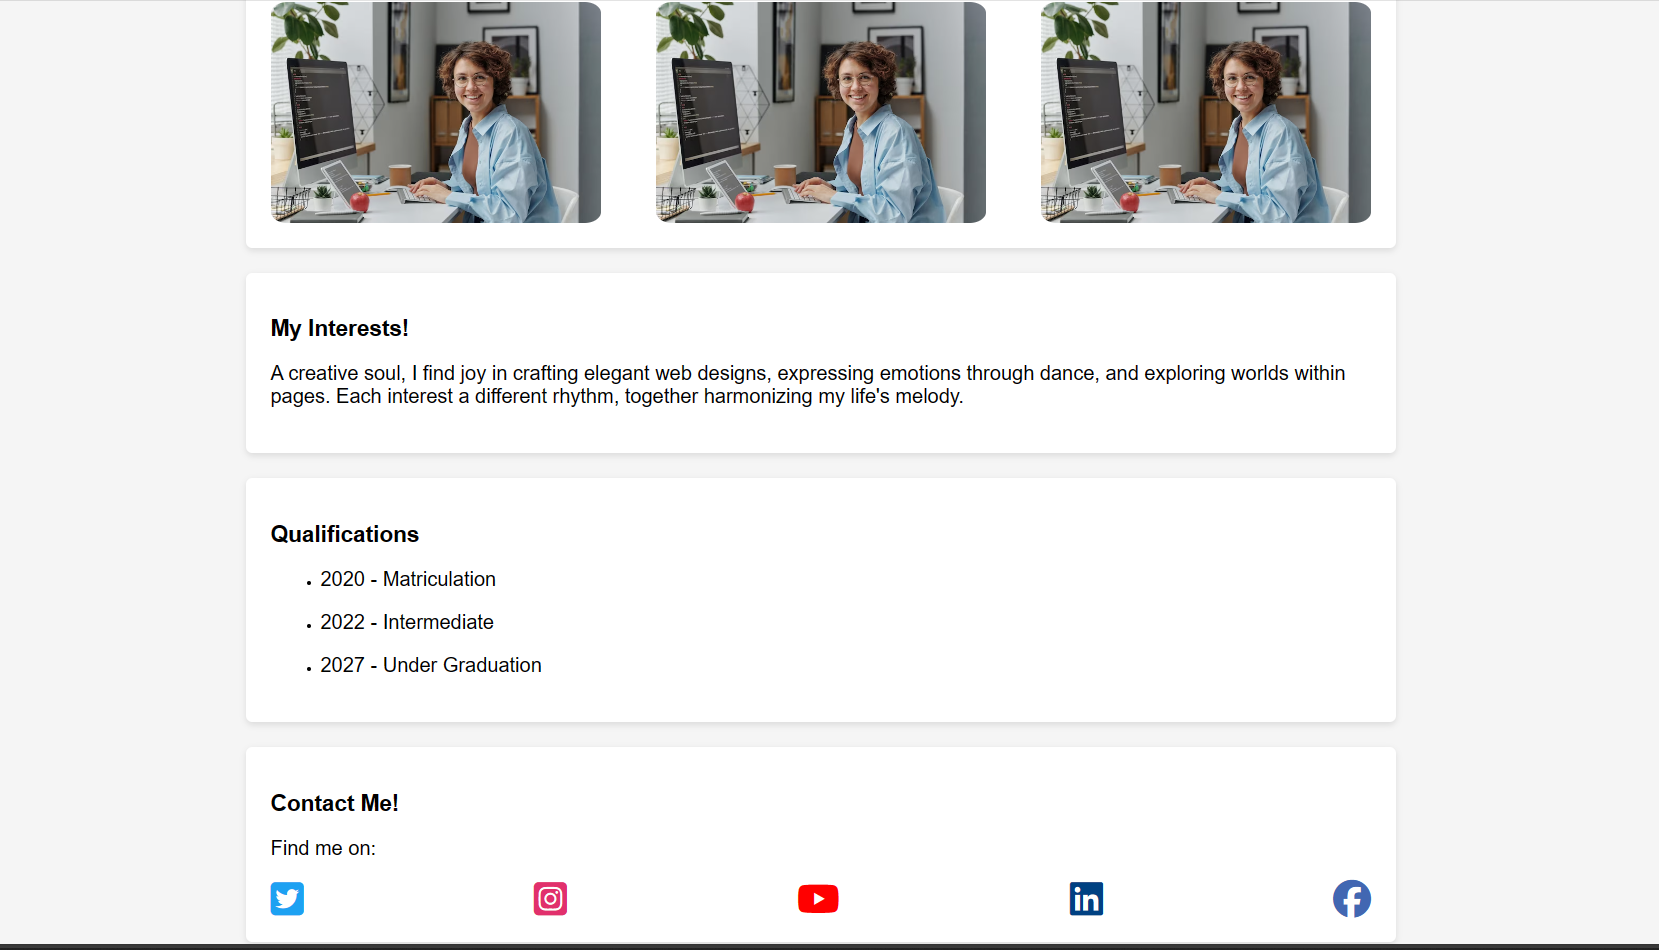 My Interests!
A creative soul, I find joy in crafting elegant web designs, expressing emotions through dance, and exploring worlds within
pages. Each interest a different rhythm, together harmonizing my life's melody.
Qualifications
• 2020 - Matriculation
• 2022 - Intermediate
• 2027 - Under Graduation
Contact Me!
Find me on:
in